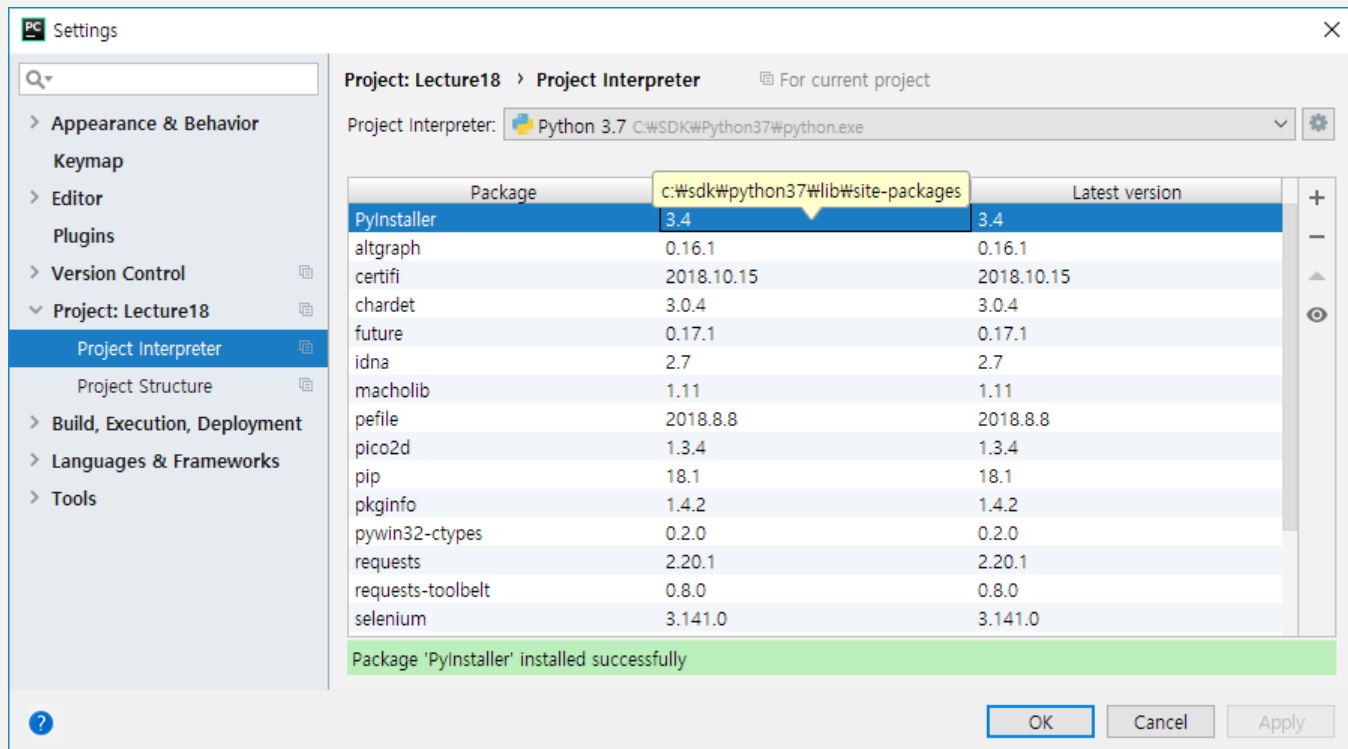 PC Settings
Project: Lecture18 › Project Interpreter For current project
Appearance & Behavior
Keymap
Editor
Plugins
Version Control
Project: Lecture18
Project Interpreter
Project Structure
Build, Execution, Deployment
Languages & Frameworks
Tools
Project Interpreter: Python 3.7 C:₩SDK₩Python37₩python.exe
c:₩sdk₩python37₩lib₩site-packages
Package Latest version
PyInstaller 3.4 3.4
altgraph 0.16.1 0.16.1
certifi 2018.10.15 2018.10.15
chardet 3.0.4 3.0.4
future 0.17.1 0.17.1
idna 2.7 2.7
macholib 1.11 1.11
pefile 2018.8.8 2018.8.8
pico2d 1.3.4 1.3.4
pip 18.1 18.1
pkginfo 1.4.2 1.4.2
pywin32-ctypes 0.2.0 0.2.0
requests 2.20.1 2.20.1
requests-toolbelt 0.8.0 0.8.0
selenium 3.141.0 3.141.0
Package 'PyInstaller' installed successfully
? OK Cancel Apply